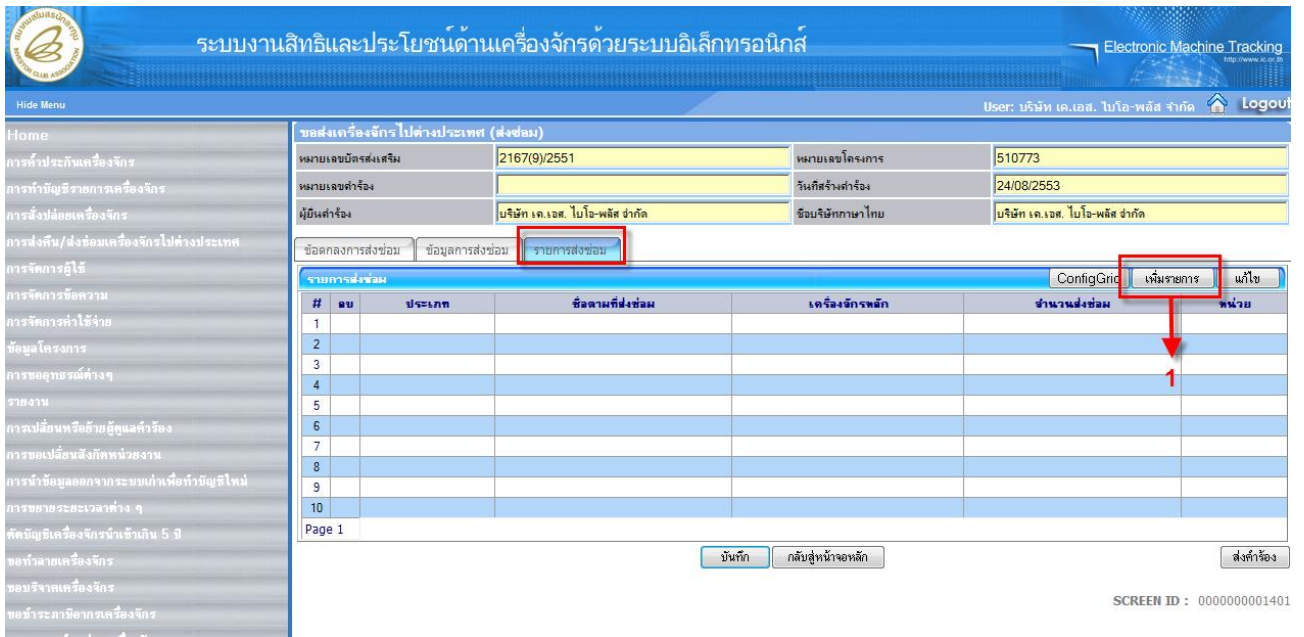 ระบบงานสิทธิและประโยชน์ด้านเครื่องจักรด้วยระบบอิเล็กทรอนิกส์
Electronic Machine Tracking
http://www.ic.or.th
Hide Menu
User: บริษัท เค.เอส. ไบโอ-พลัส จำกัด Logout
Home
การค้ำประกันเครื่องจักร
การทำบัญชีรายการเครื่องจักร
การสั่งปล่อยเครื่องจักร
การส่งคืน/ส่งซ่อมเครื่องจักรไปต่างประเทศ
การจัดการผู้ใช้
การจัดการข้อความ
การจัดการค่าใช้จ่าย
ข้อมูลโครงการ
การขออุทธรณ์ต่างๆ
รายงาน
การเปลี่ยนหรือย้ายผู้ดูแลคำร้อง
การขอเปลี่ยนสังกัดหน่วยงาน
การนำข้อมูลออกจากระบบเก่าเพื่อทำบัญชีใหม่
การขยายระยะเวลาต่าง ๆ
ตัดบัญชีเครื่องจักรนำเข้าเกิน 5 ปี
ขอทำลายเครื่องจักร
ขอบริจาคเครื่องจักร
ขอชำระภาษีอากรเครื่องจักร
ขอส่งเครื่องจักรไปต่างประเทศ (ส่งซ่อม)
หมายเลขบัตรส่งเสริม 2167(9)/2551 หมายเลขโครงการ 510773
หมายเลขคำร้อง วันที่สร้างคำร้อง 24/08/2553
ผู้ยื่นคำร้อง บริษัท เค.เอส. ไบโอ-พลัส จำกัด ชื่อบริษัทภาษาไทย บริษัท เค.เอส. ไบโอ-พลัส จำกัด
ข้อตกลงการส่งซ่อม ข้อมูลการส่งซ่อม รายการส่งซ่อม
รายการส่งซ่อม ConfigGrid เพิ่มรายการ แก้ไข
# ลบ ประเภท ชื่อตามที่ส่งซ่อม เครื่องจักรหลัก จำนวนส่งซ่อม หน่วย
1
2
3
4
1
5
6
7
8
9
10
Page 1
บันทึก กลับสู่หน้าจอหลัก ส่งคำร้อง
SCREEN ID : 0000000001401